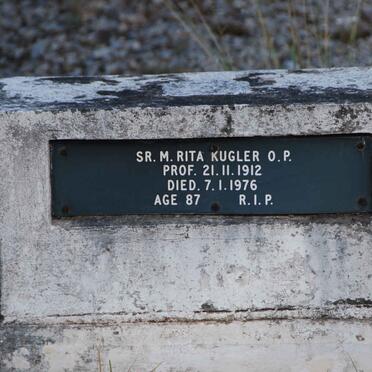 SR. M. RITA KUGLER O.P.
PROF. 21.11.1912
DIED. 7.1.1976
AGE 87 R.I.P.